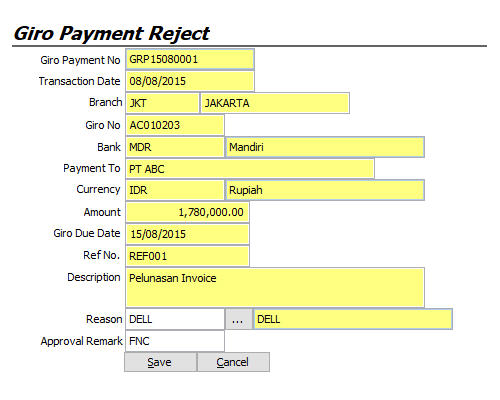 Giro Payment Reject
Giro Payment No GRP15080001
Transaction Date 08/08/2015
Branch JKT JAKARTA
Giro No AC010203
Bank MDR Mandiri
Payment To PT ABC
Currency IDR Rupiah
Amount 1,780,000.00
Giro Due Date 15/08/2015
Ref No. REF001
Description Pelunasan Invoice
Reason DELL ... DELL
Approval Remark FNC
Save Cancel